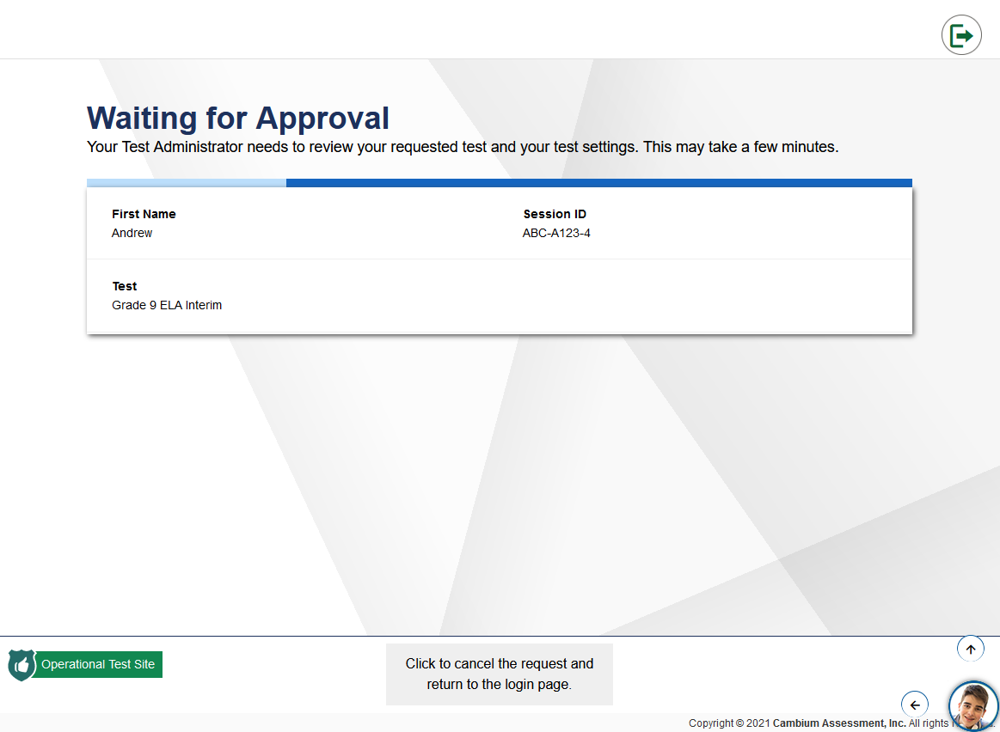 Waiting for Approval
Your Test Administrator needs to review your requested test and your test settings. This may take a few minutes.
First Name
Session ID
Andrew
ABC-A123-4
Test
Grade 9 ELA Interim
Operational Test Site
Click to cancel the request and
return to the login page.
Copyright © 2021 Cambium Assessment, Inc. All rights